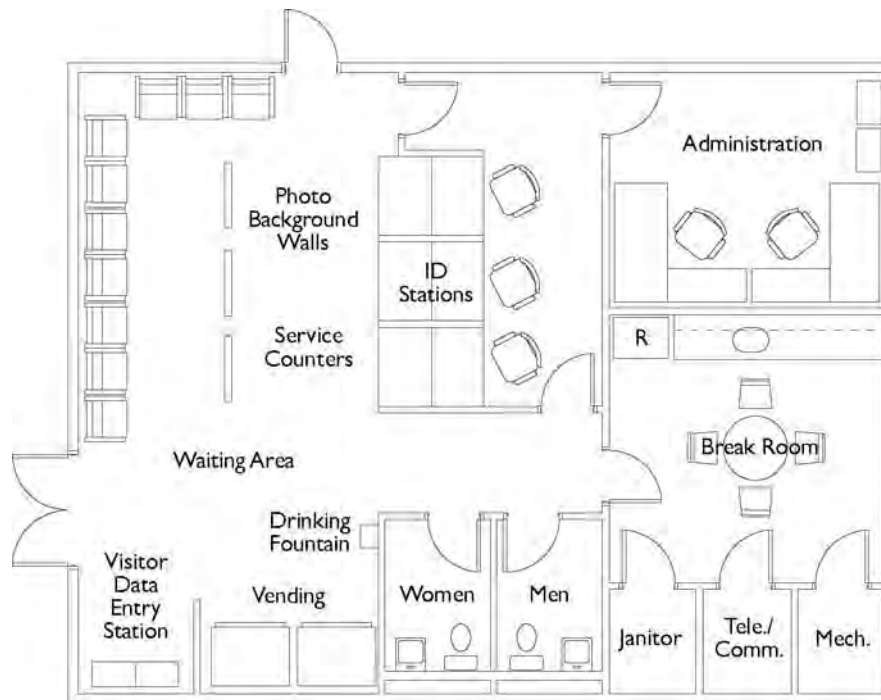 Administration
Photo
Background
Walls
ID
Stations
Service
Counters
R
Break Room
Waiting Area
Drinking
Fountain
Visitor
Data
Entry
Station
Vending
Women
Men
Janitor
Tele./
Comm.
Mech.